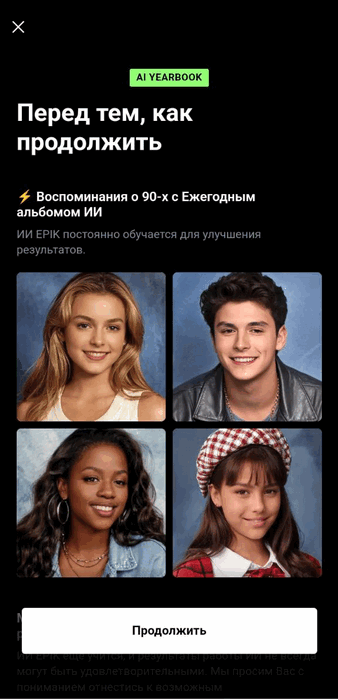 AI YEARBOOK
Перед тем, как
продолжить
⚡ Воспоминания о 90-х с Ежегодным
альбомом ИИ
ИИ EPIK постоянно обучается для улучшения
результатов.
Продолжить
ИИ EPIK ещё учится, и результаты работы ИИ не всегда
могут быть удовлетворительными. Мы просим Вас с
пониманием отнестись к возможным